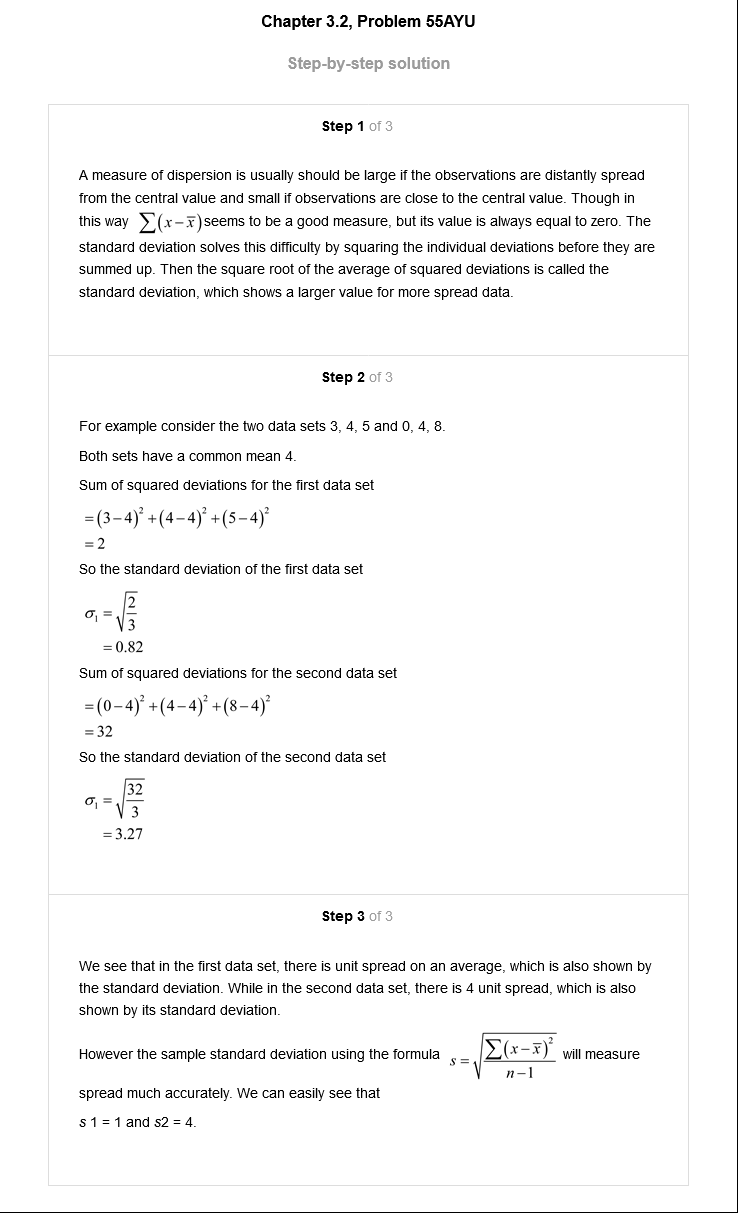 Chapter 3.2, Problem 55AYU
Step-by-step solution
Step 1 of 3
A measure of dispersion is usually should be large if the observations are distantly spread
from the central value and small if observations are close to the central value. Though in
this way ∑(x−x̅) seems to be a good measure, but its value is always equal to zero. The
standard deviation solves this difficulty by squaring the individual deviations before they are
summed up. Then the square root of the average of squared deviations is called the
standard deviation, which shows a larger value for more spread data.
Step 2 of 3
For example consider the two data sets 3, 4, 5 and 0, 4, 8.
Both sets have a common mean 4.
Sum of squared deviations for the first data set
=(3−4)²+(4−4)²+(5−4)²
=2
So the standard deviation of the first data set
σ₁ = √(2/3)
= 0.82
Sum of squared deviations for the second data set
=(0−4)²+(4−4)²+(8−4)²
=32
So the standard deviation of the second data set
σ₁ = √(32/3)
= 3.27
Step 3 of 3
We see that in the first data set, there is unit spread on an average, which is also shown by
the standard deviation. While in the second data set, there is 4 unit spread, which is also
shown by its standard deviation.
However the sample standard deviation using the formula s = √(∑(x−x̅)²/(n−1)) will measure
spread much accurately. We can easily see that
s 1 = 1 and s2 = 4.